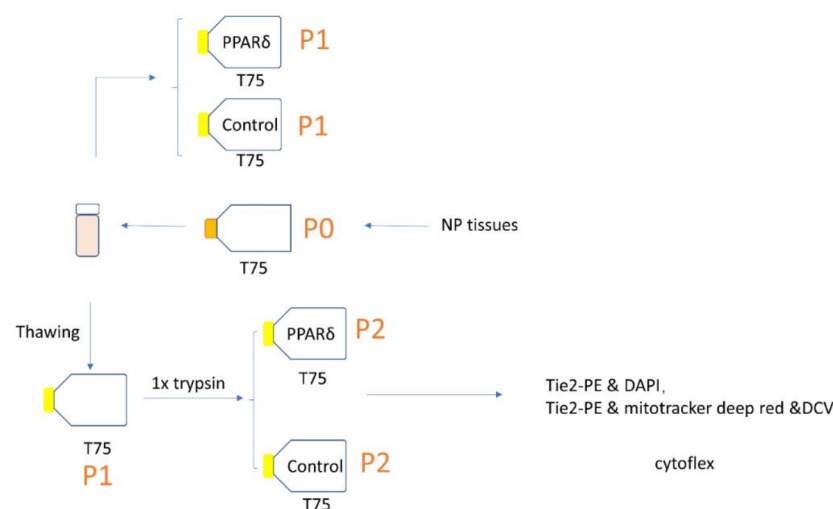 PPARδ P1
T75
Control P1
T75
P0
NP tissues
T75
Thawing
PPARδ P2
1x trypsin
T75
Tie2-PE & DAPI,
Tie2-PE & mitotracker deep red &DCV
T75
P1
Control P2
T75
cytoflex